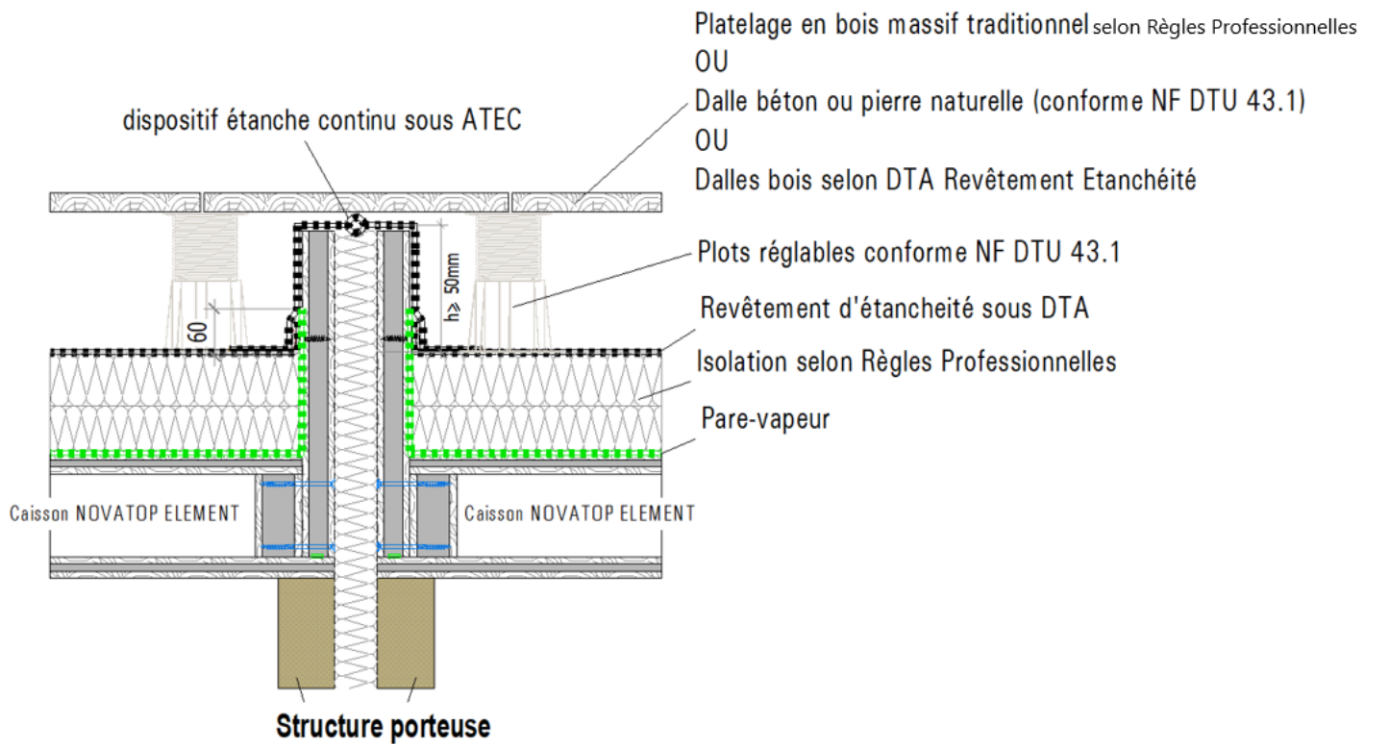 Platelage en bois massif traditionnel selon Règles Professionnelles
OU
Dalle béton ou pierre naturelle (conforme NF DTU 43.1)
OU
Dalles bois selon DTA Revêtement Etanchéité
dispositif étanche continu sous ATEC
Plots réglables conforme NF DTU 43.1
h⩾ 50mm
Revêtement d'étancheité sous DTA
60
Isolation selon Règles Professionnelles
Pare-vapeur
Caisson NOVATOP ELEMENT
Caisson NOVATOP ELEMENT
Structure porteuse